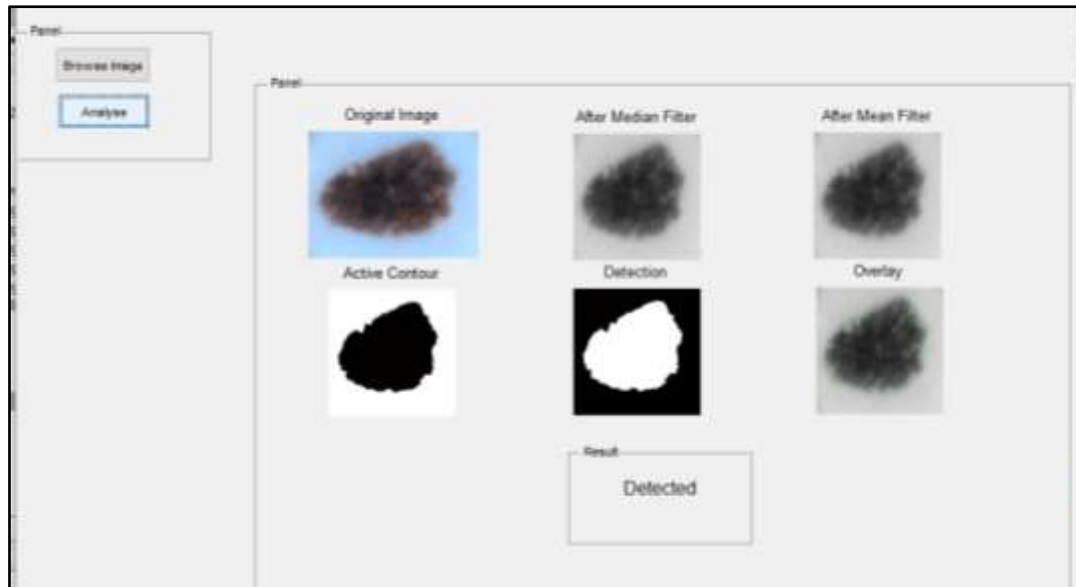 Panel
Browse Image
Analyse
Panel
Original Image
After Median Filter
After Mean Filter
Active Contour
Detection
Overlay
Result
Detected